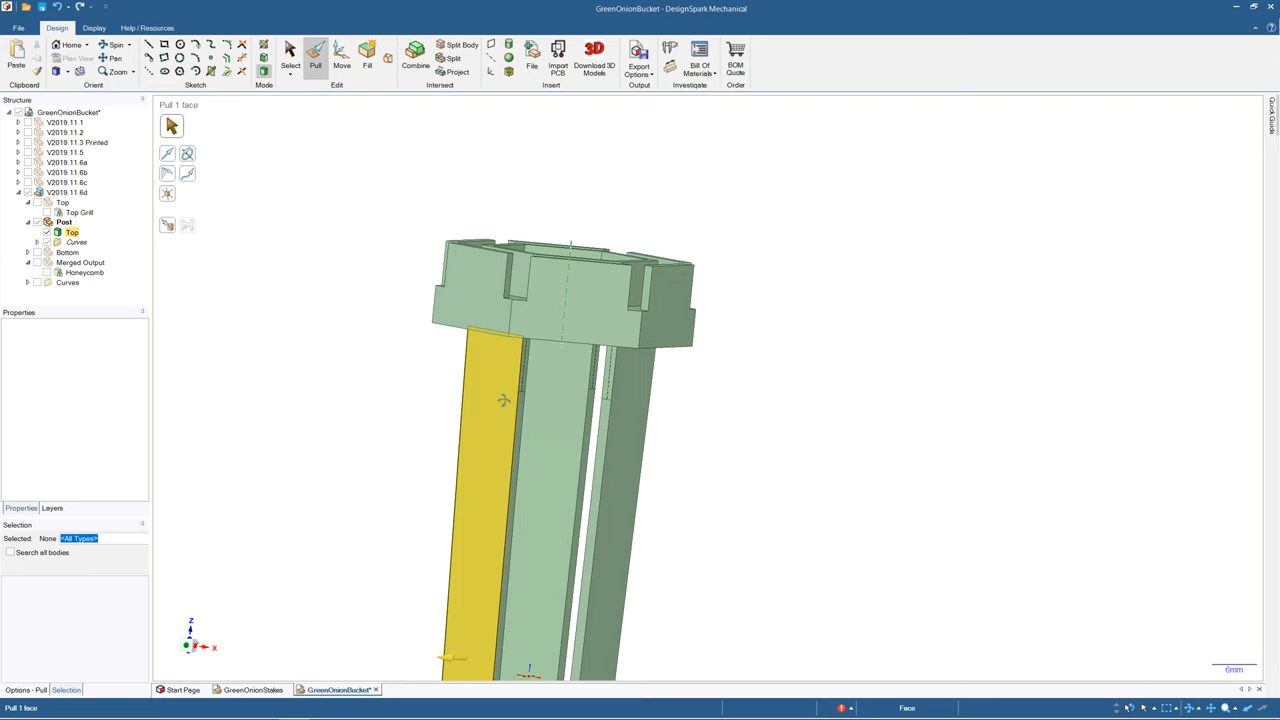 GreenOnionBucket - DesignSpark Mechanical
File
Design
Display
Help / Resources
Paste
Home
Spin
Plan View
Pan
Zoom
Select
Pull
Move
Fill
Combine
Split Body
Split
Project
File
Import
PCB
3D
Download 3D
Models
Export
Options
Bill Of
Materials
BOM
Quote
Clipboard
Orient
Sketch
Mode
Edit
Intersect
Insert
Output
Investigate
Order
Structure
GreenOnionBucket*
V2019.11.1
V2019.11.2
V2019.11.3 Printed
V2019.11.5
V2019.11.6a
V2019.11.6b
V2019.11.6c
V2019.11.6d
Top
Top Grill
Post
Top
Curves
Bottom
Merged Output
Honeycomb
Curves
Properties
Properties
Layers
Selection
Selected: None <All Types>
Search all bodies
Options - Pull
Selection
Pull 1 face
Quick Guide
Z
X
6mm
Start Page
GreenOnionStakes
GreenOnionBucket*
Pull 1 face
Face